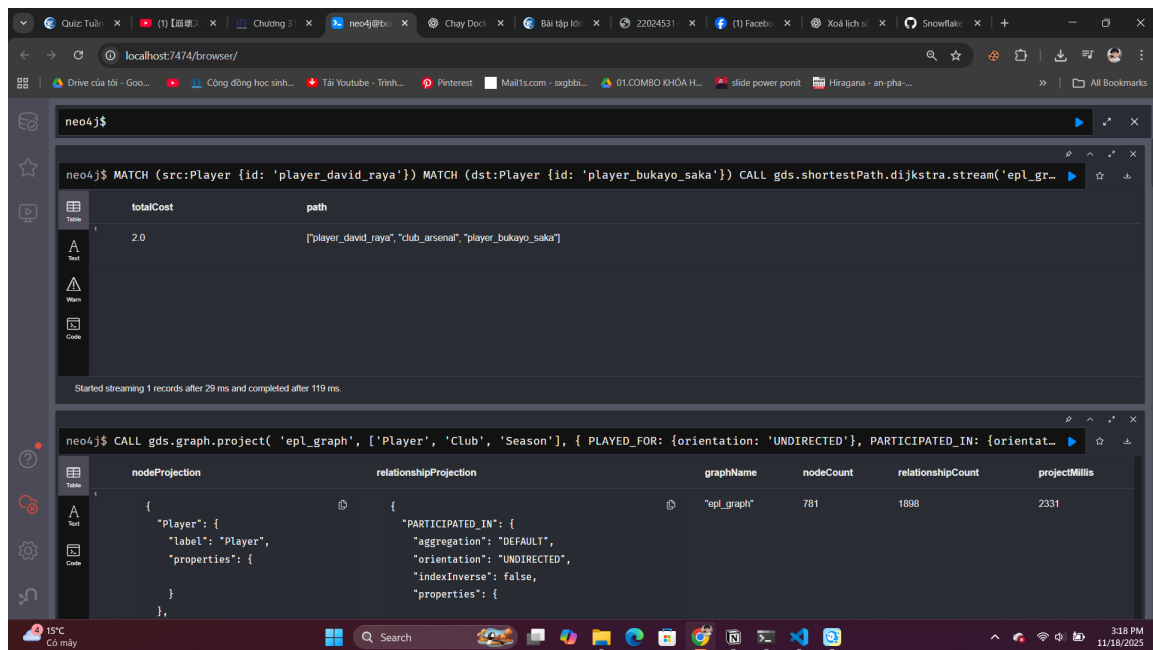 Quiz: Tuần
(1)【崩壊ス
Chương 3
neo4j@bo
Chạy Dock
Bài tập lớn
22024531-
(1) Facebo
Xoá lịch sử
Snowflake
localhost:7474/browser/
Drive của tôi - Goo...
Cộng đồng học sinh...
Tải Youtube - Trình...
Pinterest
Mail1s.com - sxgbbi...
01.COMBO KHÓA H...
slide power ponit
Hiragana - an-pha-...
»
All Bookmarks
neo4j$
neo4j$ MATCH (src:Player {id: 'player_david_raya'}) MATCH (dst:Player {id: 'player_bukayo_saka'}) CALL gds.shortestPath.dijkstra.stream('epl_gr…
Table
Text
Warn
Code
totalCost path
1
2.0 ["player_david_raya", "club_arsenal", "player_bukayo_saka"]
Started streaming 1 records after 29 ms and completed after 119 ms.
neo4j$ CALL gds.graph.project( 'epl_graph', ['Player', 'Club', 'Season'], { PLAYED_FOR: {orientation: 'UNDIRECTED'}, PARTICIPATED_IN: {orientat…
Table
Text
Code
nodeProjection relationshipProjection graphName nodeCount relationshipCount projectMillis
1
{
"Player": {
"label": "Player",
"properties": {
}
},
{
"PARTICIPATED_IN": {
"aggregation": "DEFAULT",
"orientation": "UNDIRECTED",
"indexInverse": false,
"properties": {
"epl_graph" 781 1898 2331
4
15°C
Có mây
Search
3:18 PM
11/18/2025